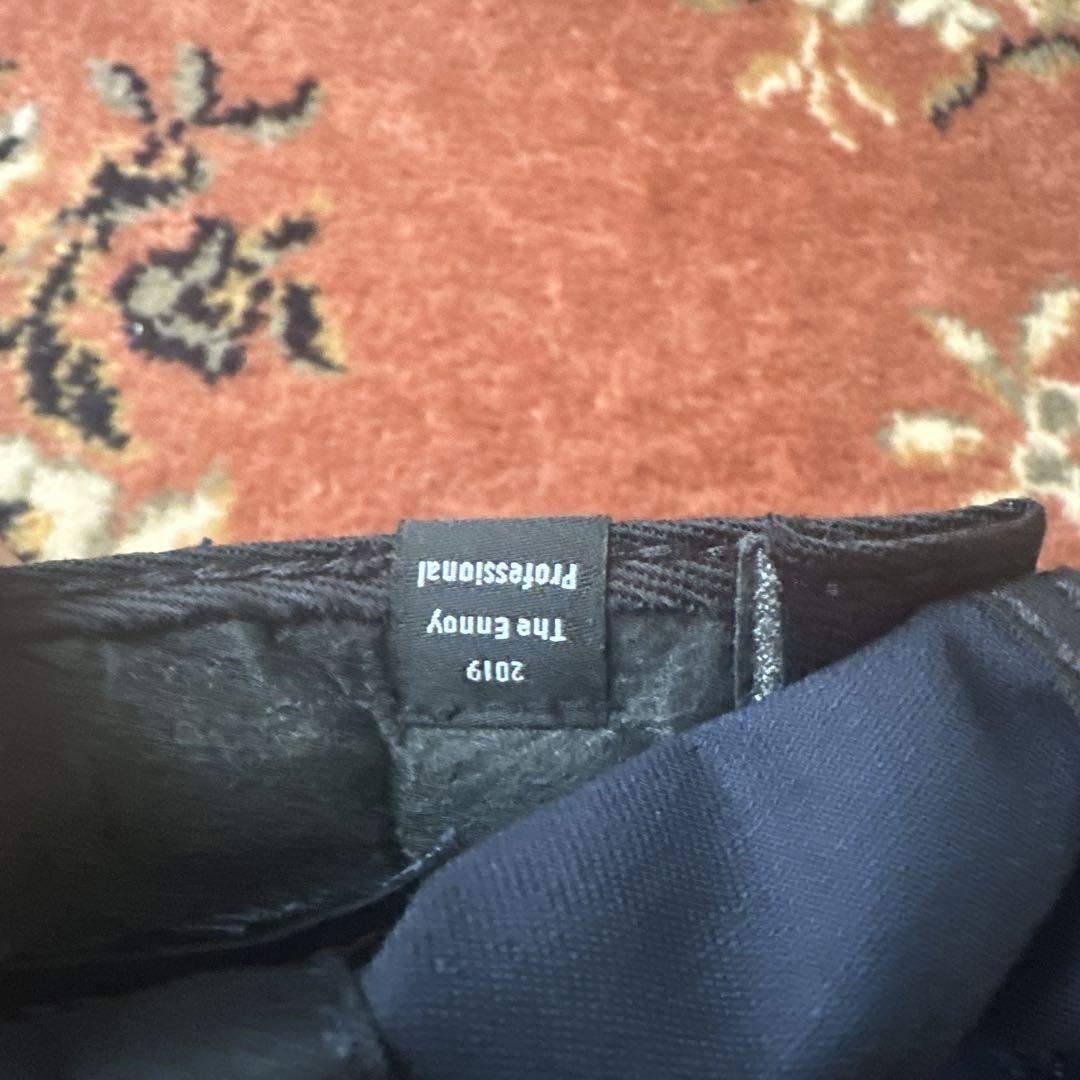 2019
The Ennoy
Professional